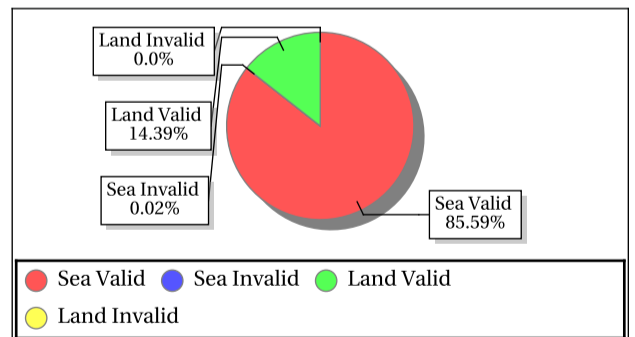 Land Invalid
0.0%
Land Valid
14.39%
Sea Invalid
0.02%
Sea Valid
85.59%
Sea Valid Sea Invalid Land Valid
Land Invalid